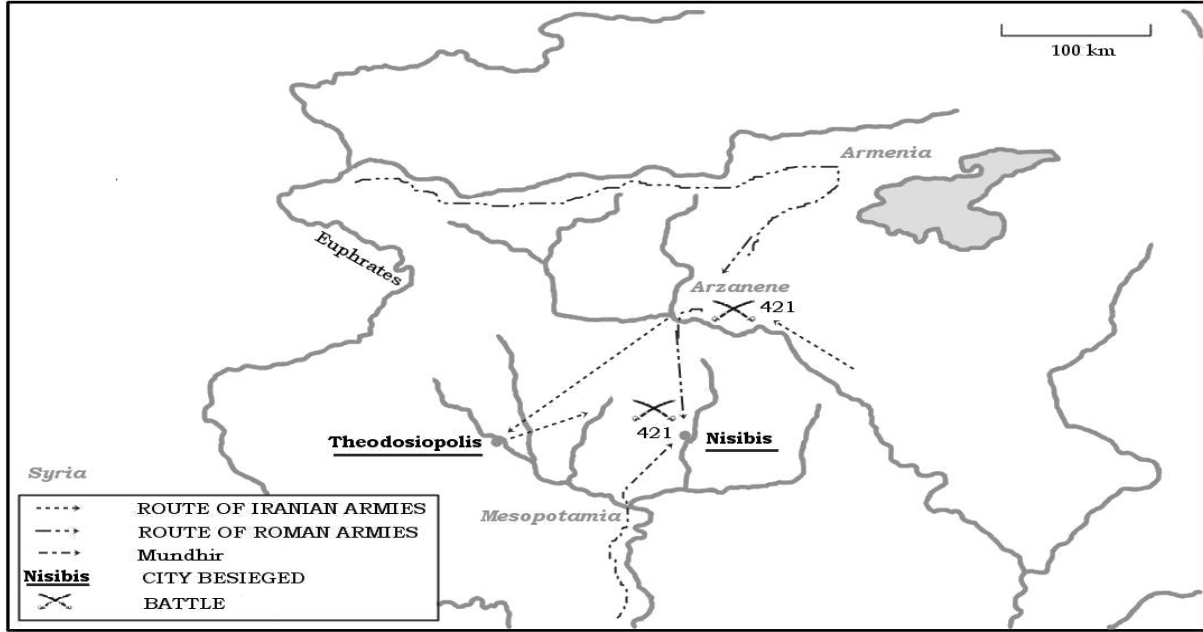 100 km
Armenia
Euphrates
Arzanene
421
421
Theodosiopolis
Nisibis
Syria
Mesopotamia
ROUTE OF IRANIAN ARMIES
ROUTE OF ROMAN ARMIES
Mundhir
Nisibis CITY BESIEGED
BATTLE